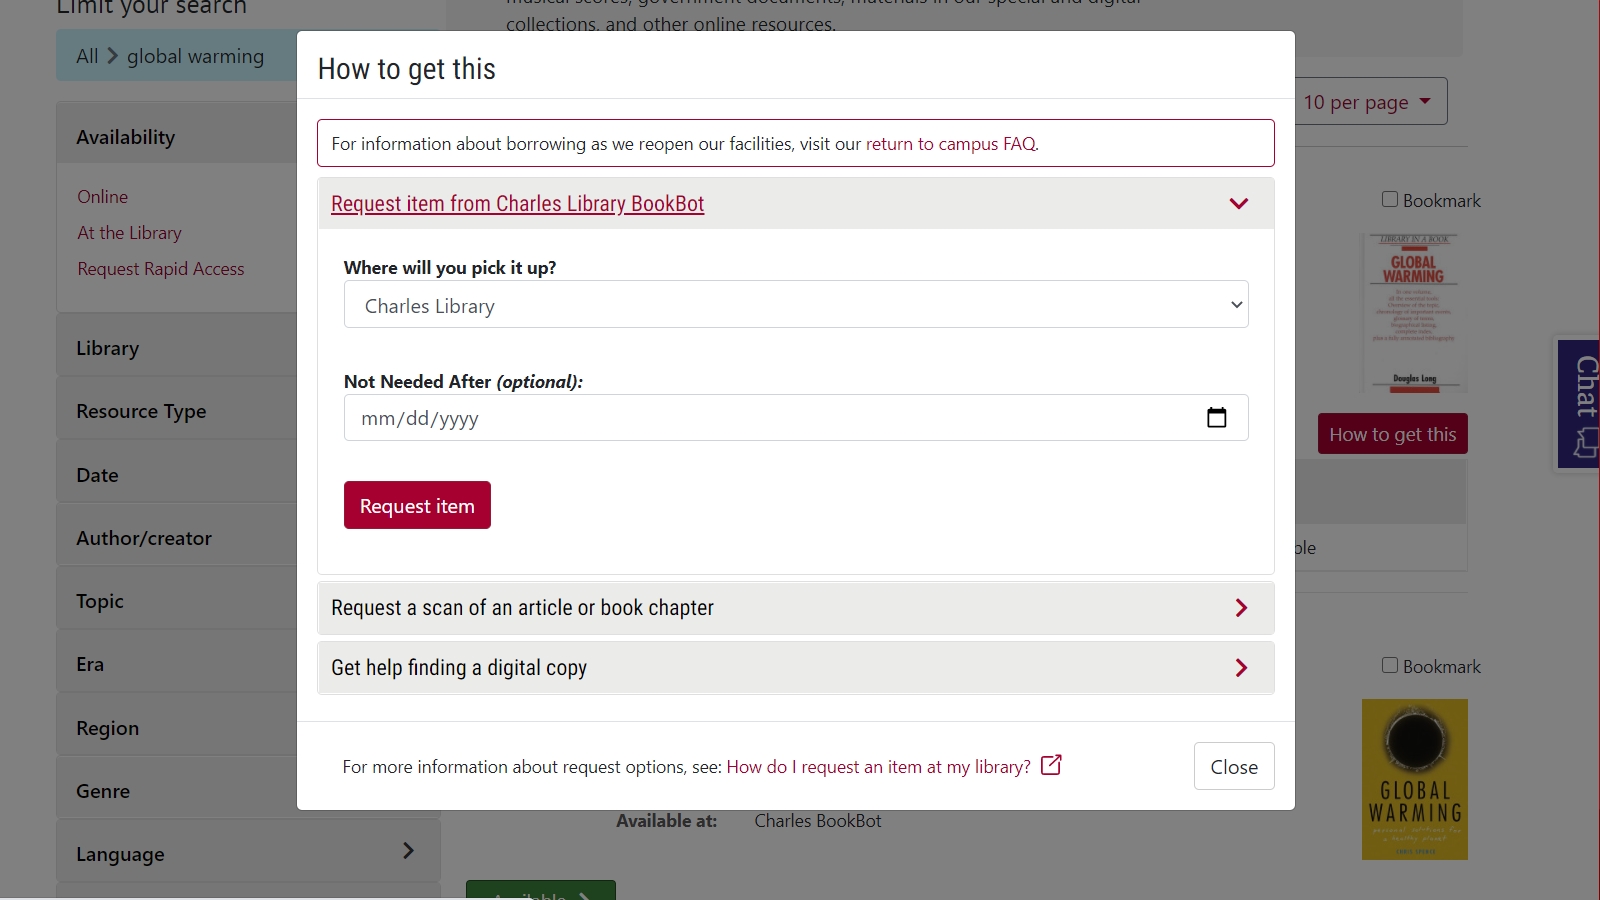 Limit your search
collections, and other online resources.
All > global warming
How to get this
10 per page
Availability
For information about borrowing as we reopen our facilities, visit our return to campus FAQ.
Online
At the Library
Request Rapid Access
Request item from Charles Library BookBot
Bookmark
Where will you pick it up?
Charles Library
LIBRARY IN A BOOK
GLOBAL
WARMING
Douglas Long
Library
Chat
Not Needed After (optional):
mm/dd/yyyy
Resource Type
How to get this
Date
Request item
Author/creator
Topic
Request a scan of an article or book chapter
Era
Get help finding a digital copy
Bookmark
Region
GLOBAL
WARMING
For more information about request options, see: How do I request an item at my library?
Close
Genre
Available at:
Charles BookBot
Language